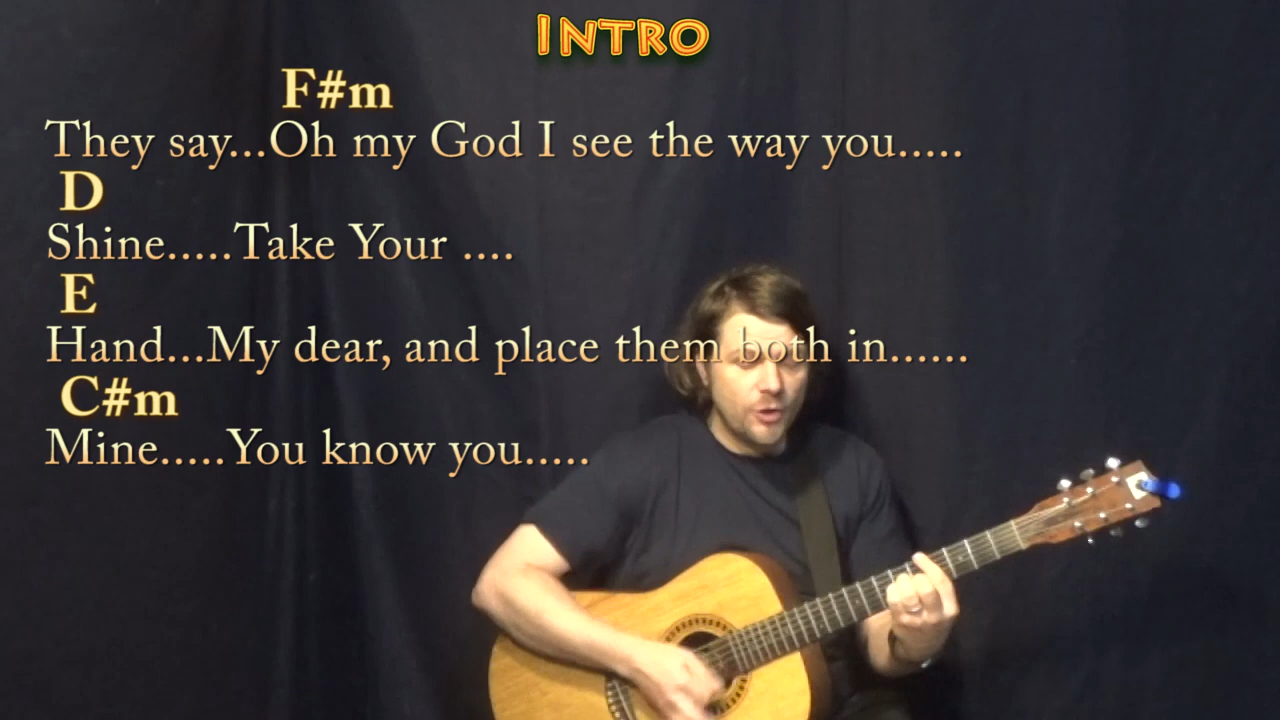 INTRO
F#m
They say...Oh my God I see the way you.....
D
Shine.....Take Your ....
E
Hand...My dear, and place them both in......
C#m
Mine.....You know you.....